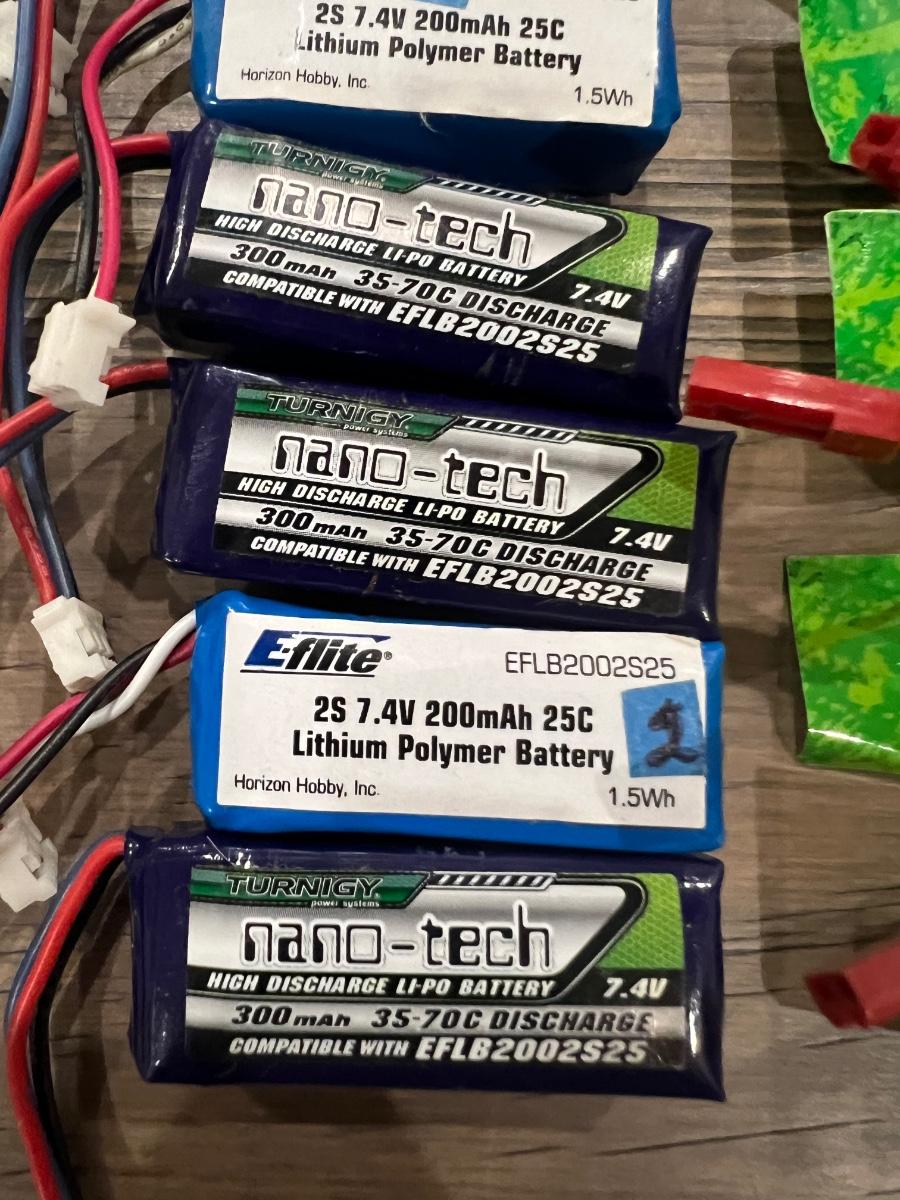 2S 7.4V 200mAh 25C
Lithium Polymer Battery
Horizon Hobby, Inc.
1.5Wh
TURNIGY
power systems
nano-tech
HIGH DISCHARGE LI-PO BATTERY
7.4V
300mAh 35-70C DISCHARGE
COMPATIBLE WITH EFLB2002S25
TURNIGY
power systems
nano-tech
HIGH DISCHARGE LI-PO BATTERY
7.4V
300mAh 35-70C DISCHARGE
COMPATIBLE WITH EFLB2002S25
E-flite®
EFLB2002S25
2S 7.4V 200mAh 25C
Lithium Polymer Battery
1
Horizon Hobby, Inc.
1.5Wh
TURNIGY
power systems
nano-tech
HIGH DISCHARGE LI-PO BATTERY
7.4V
300mAh 35-70C DISCHARGE
COMPATIBLE WITH EFLB2002S25